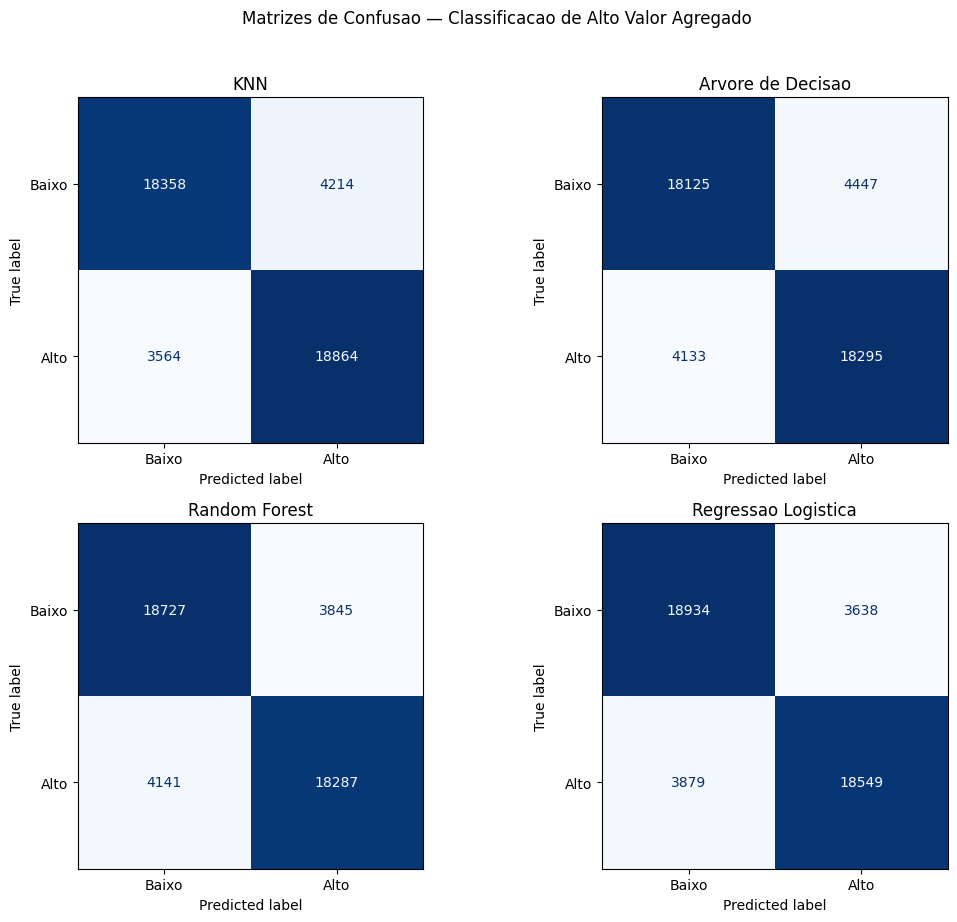 Matrizes de Confusao — Classificacao de Alto Valor Agregado
KNN
True label
Baixo
18358
4214
Alto
3564
18864
Baixo
Alto
Predicted label
Arvore de Decisao
True label
Baixo
18125
4447
Alto
4133
18295
Baixo
Alto
Predicted label
Random Forest
True label
Baixo
18727
3845
Alto
4141
18287
Baixo
Alto
Predicted label
Regressao Logistica
True label
Baixo
18934
3638
Alto
3879
18549
Baixo
Alto
Predicted label